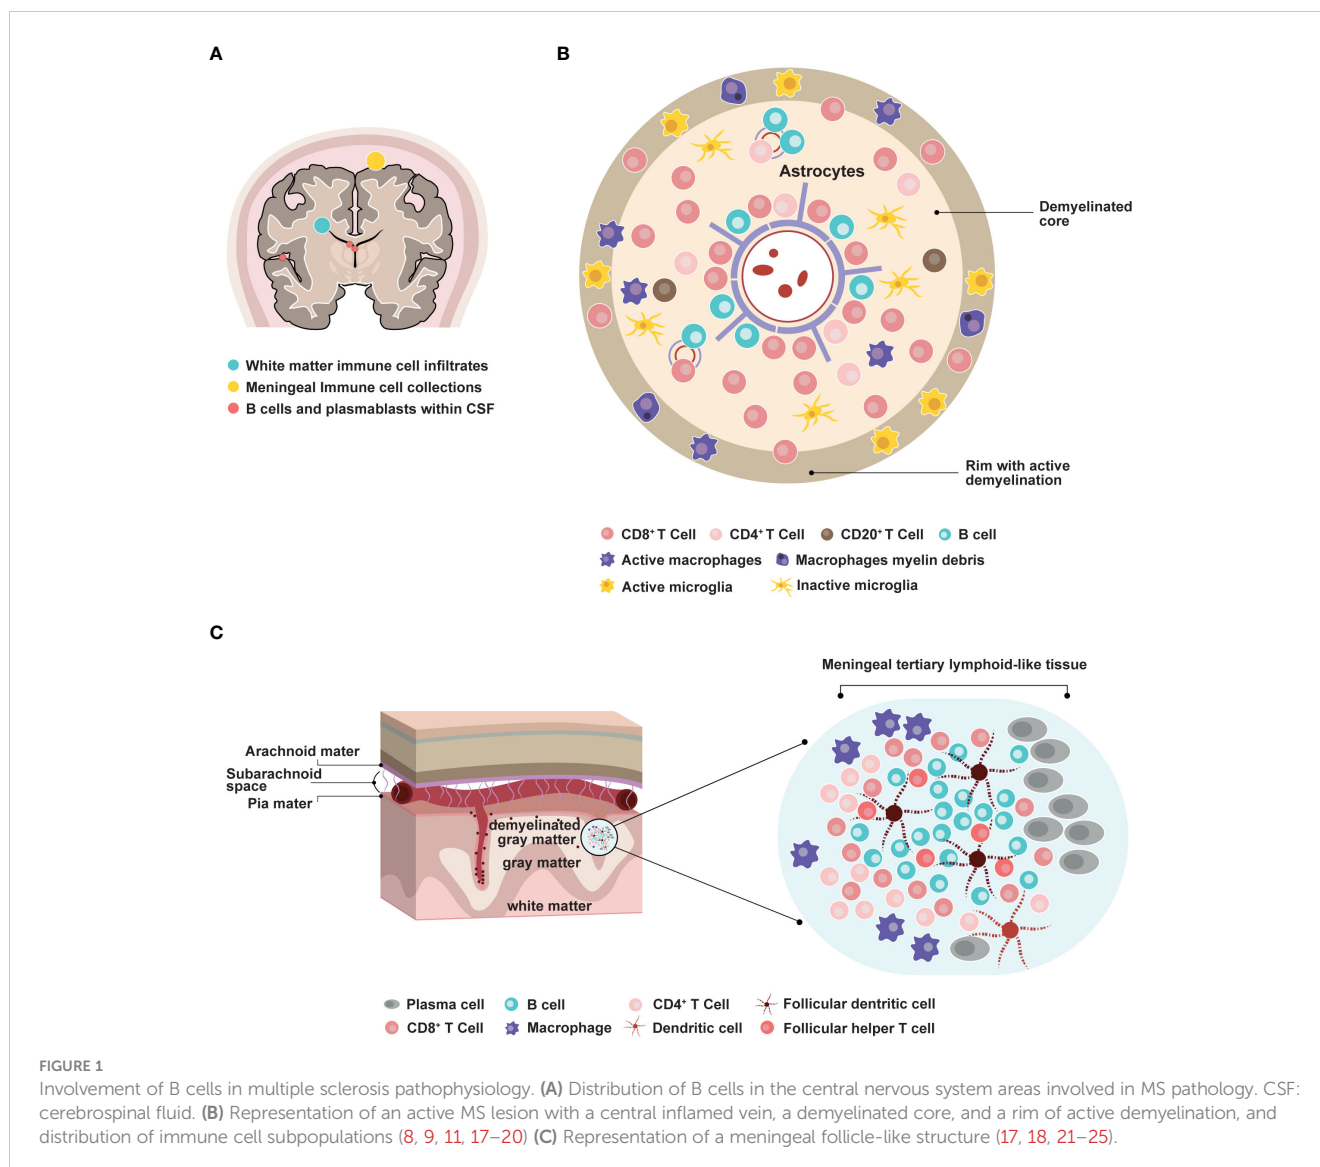 A
B
Astrocytes
Demyelinated
core
White matter immune cell infiltrates
Meningeal Immune cell collections
B cells and plasmablasts within CSF
Rim with active
demyelination
CD8⁺ T Cell CD4⁺ T Cell CD20⁺ T Cell B cell
Active macrophages Macrophages myelin debris
Active microglia Inactive microglia
C
Meningeal tertiary lymphoid-like tissue
Arachnoid mater
Subarachnoid
space
Pia mater
demyelinated
gray matter
gray matter
white matter
Plasma cell B cell CD4⁺ T Cell Follicular dentritic cell
CD8⁺ T Cell Macrophage Dendritic cell Follicular helper T cell
FIGURE 1
Involvement of B cells in multiple sclerosis pathophysiology. (A) Distribution of B cells in the central nervous system areas involved in MS pathology. CSF:
cerebrospinal fluid. (B) Representation of an active MS lesion with a central inflamed vein, a demyelinated core, and a rim of active demyelination, and
distribution of immune cell subpopulations (8, 9, 11, 17–20) (C) Representation of a meningeal follicle-like structure (17, 18, 21–25).